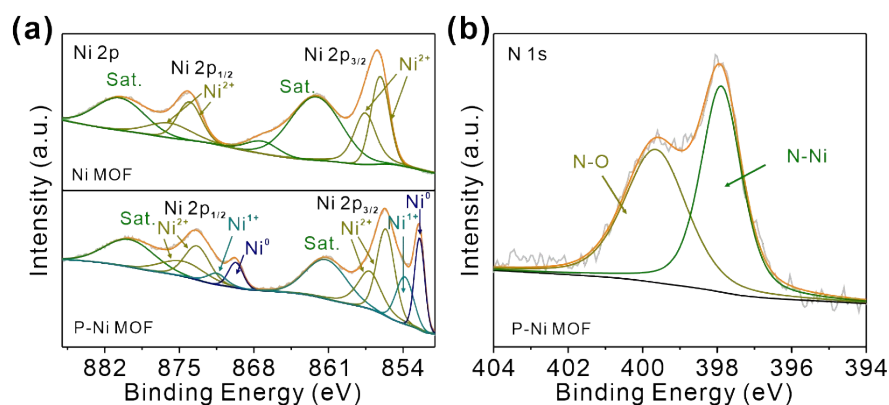 (a)
Ni 2p
Ni 2p1/2
Ni 2p3/2
Ni2+
Sat.
Ni2+
Sat.
Ni MOF
Ni 2p1/2
Ni 2p3/2
Ni0
Sat.
Ni2+
Ni1+
Ni0
Sat.
Ni2+
Ni1+
P-Ni MOF
Intensity (a.u.)
882 875 868 861 854
Binding Energy (eV)
(b)
N 1s
N-O
N-Ni
P-Ni MOF
Intensity (a.u.)
404 402 400 398 396 394
Binding Energy (eV)